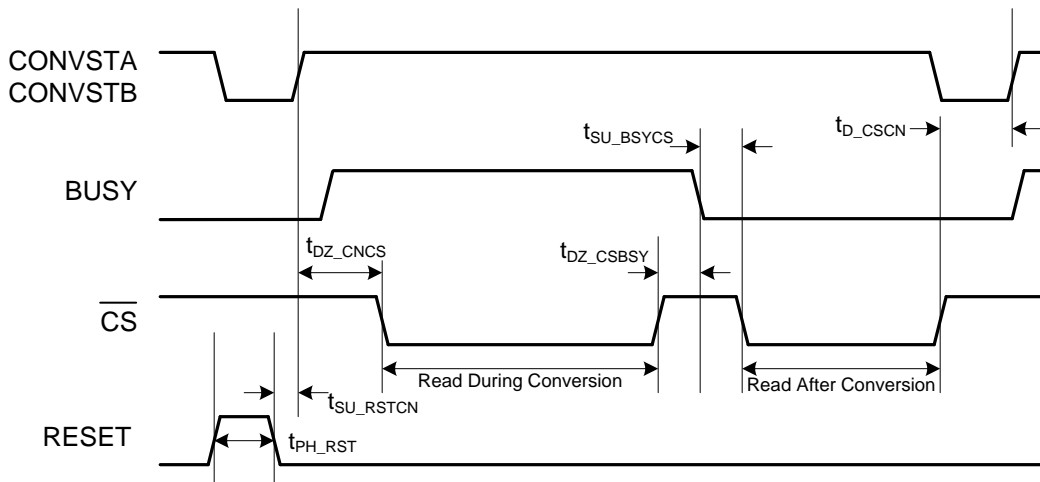 CONVSTA
CONVSTB
tSU_BSYCS
tD_CSCN
BUSY
tDZ_CNCS
tDZ_CSBSY
CS
Read During Conversion
Read After Conversion
tSU_RSTCN
RESET
tPH_RST